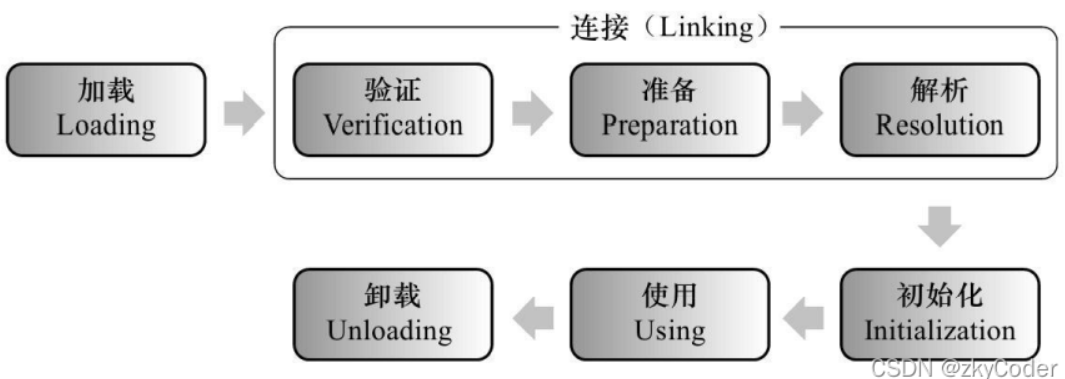 连接（Linking）
加载
Loading
验证
Verification
准备
Preparation
解析
Resolution
卸载
Unloading
使用
Using
初始化
Initialization
CSDN @zkyCoder